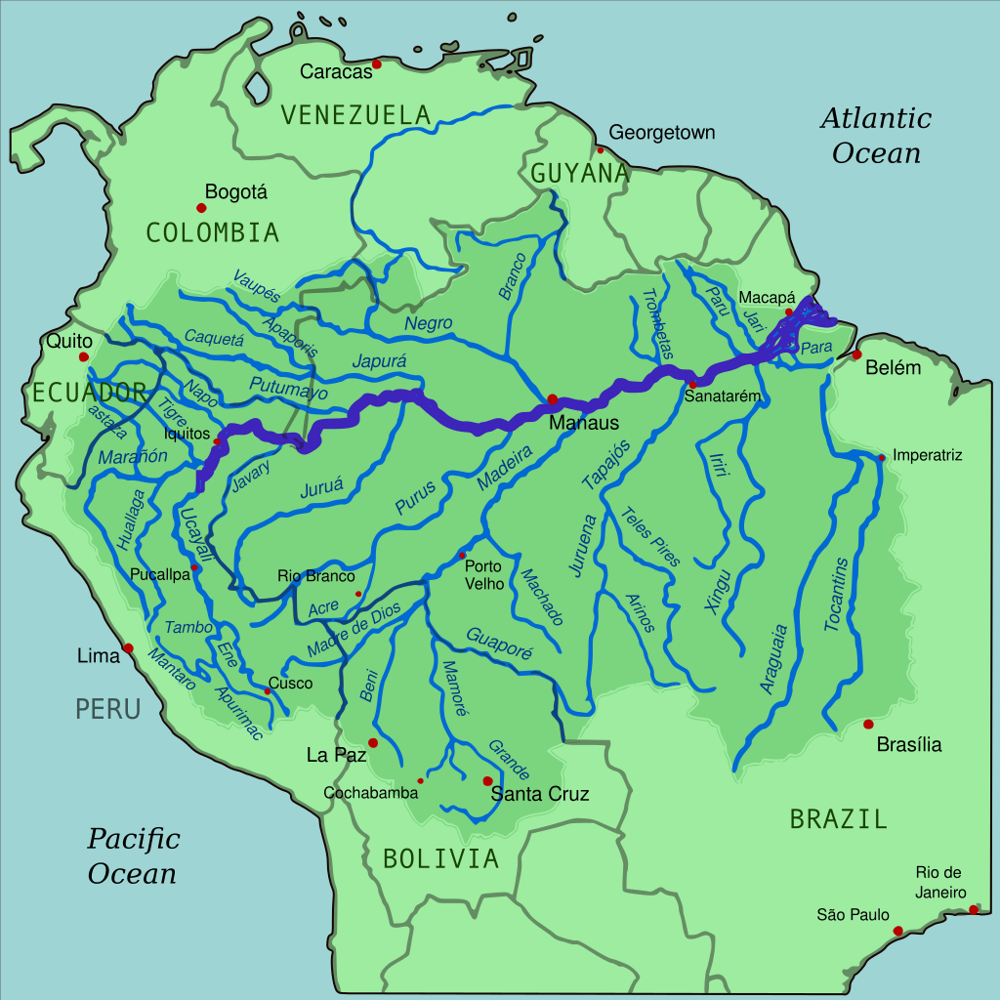 Caracas
VENEZUELA
Atlantic
Ocean
Georgetown
GUYANA
Bogotá
COLOMBIA
Vaupés
Branco
Trombetas
Paru
Jari
Macapá
Negro
Apaporis
Caquetá
Quito
Japurá
Para
Belém
ECUADOR
Napo
Putumayo
Sanatarém
Tigre
astaza
Iquitos
Manaus
Marañón
Javary
Juruá
Purus
Madeira
Tapajós
Iriri
Imperatriz
Huallaga
Ucayali
Pucallpa
Rio Branco
Porto
Velho
Juruena
Teles Pires
Machado
Acre
Madre de Dios
Arinos
Xingu
Tocantins
Araguaia
Tambo
Ene
Guaporé
Lima
Mantaro
Cusco
Apurimac
Beni
Mamoré
PERU
La Paz
Grande
Brasília
Cochabamba
Santa Cruz
BRAZIL
Pacific
Ocean
BOLIVIA
Rio de
Janeiro
São Paulo